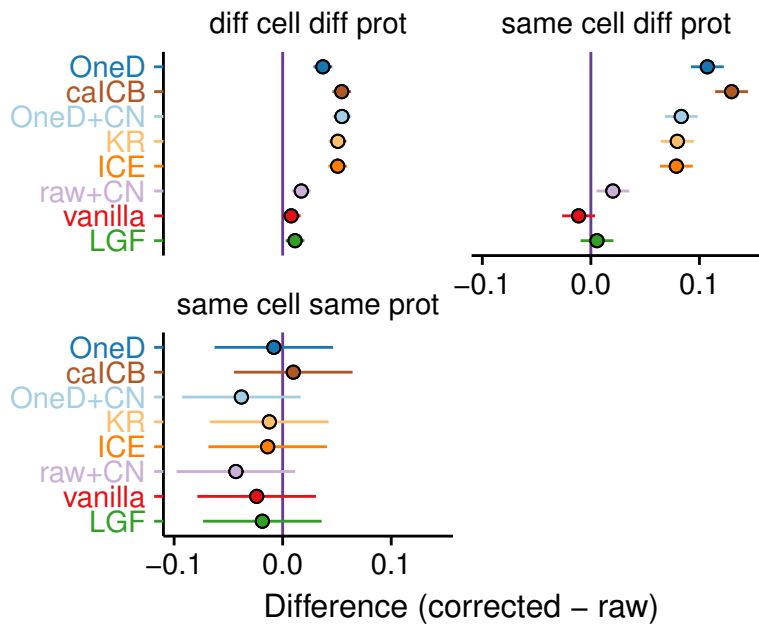 diff cell diff prot
same cell diff prot
OneD
caICB
OneD+CN
KR
ICE
raw+CN
vanilla
LGF
−0.1 0.0 0.1
same cell same prot
OneD
caICB
OneD+CN
KR
ICE
raw+CN
vanilla
LGF
−0.1 0.0 0.1
Difference (corrected − raw)